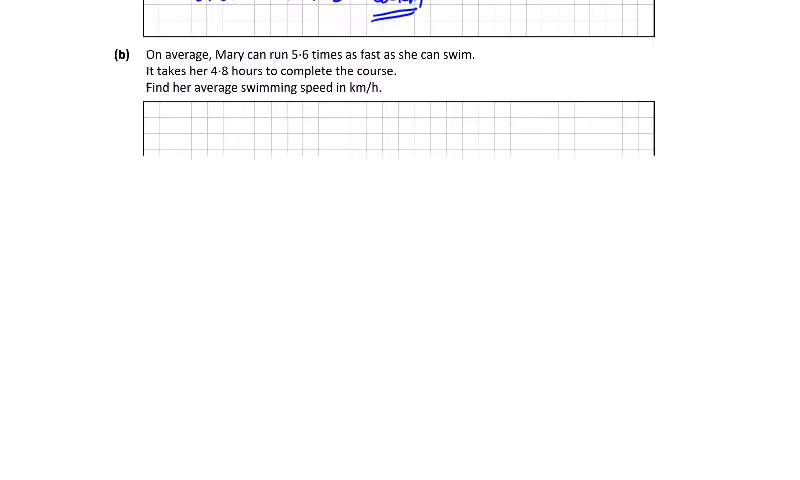 (b) On average, Mary can run 5·6 times as fast as she can swim.
It takes her 4·8 hours to complete the course.
Find her average swimming speed in km/h.